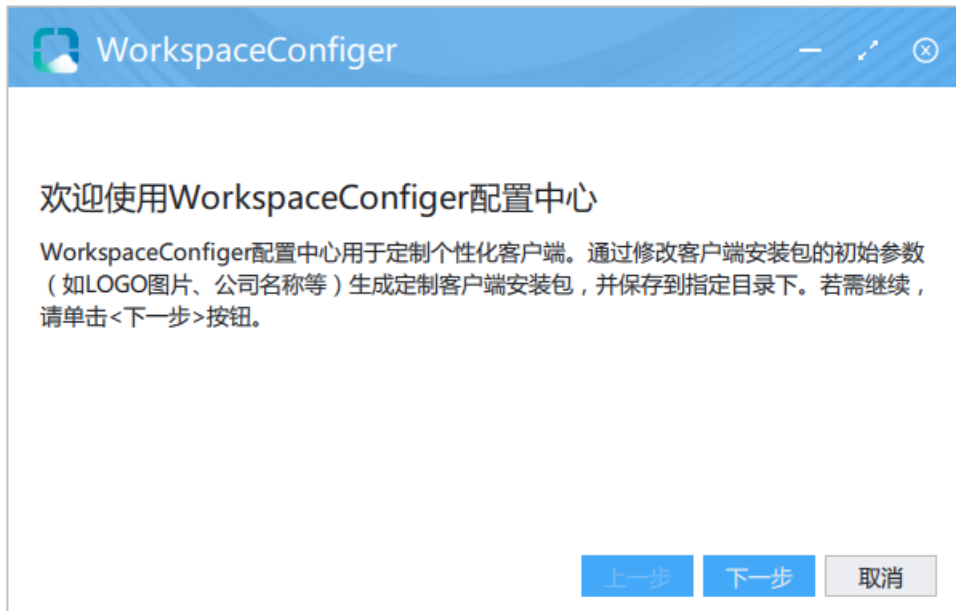 WorkspaceConfiger
欢迎使用WorkspaceConfiger配置中心
WorkspaceConfiger配置中心用于定制个性化客户端。通过修改客户端安装包的初始参数
（如LOGO图片、公司名称等）生成定制客户端安装包，并保存到指定目录下。若需继续，
请单击<下一步>按钮。
上一步 下一步 取消